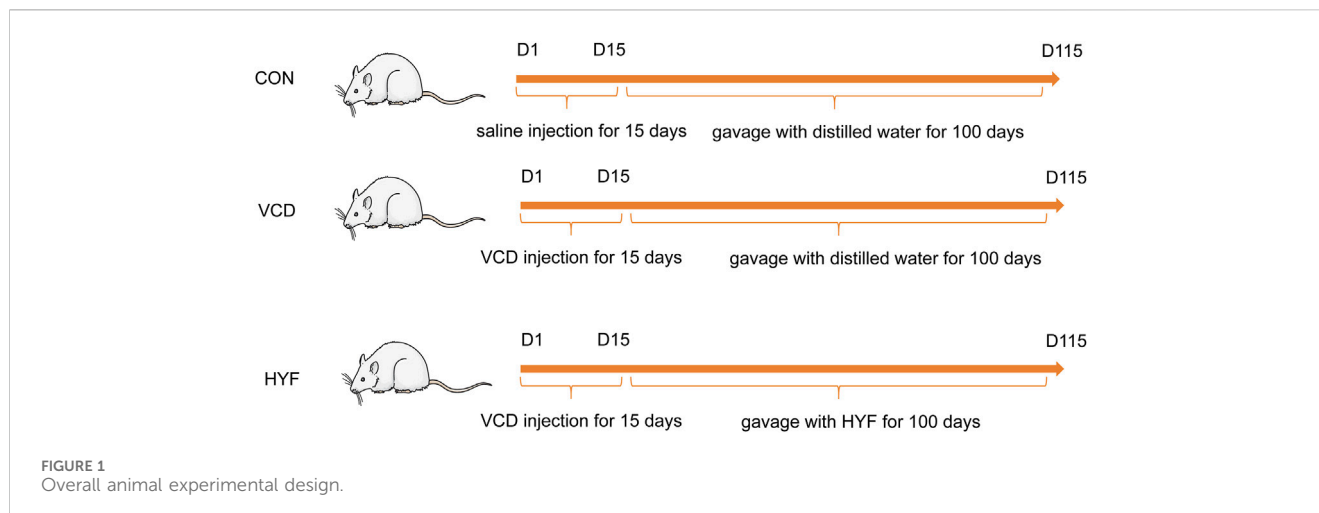 D1 D15 D115
CON
saline injection for 15 days gavage with distilled water for 100 days
D1 D15 D115
VCD
VCD injection for 15 days gavage with distilled water for 100 days
D1 D15 D115
HYF
VCD injection for 15 days gavage with HYF for 100 days
FIGURE 1
Overall animal experimental design.